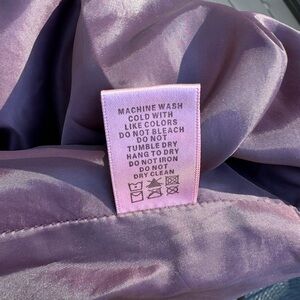 MACHINE WASH
COLD WITH
LIKE COLORS
DO NOT BLEACH
DO NOT
TUMBLE DRY
HANG TO DRY
DO NOT IRON
DO NOT
DRY CLEAN